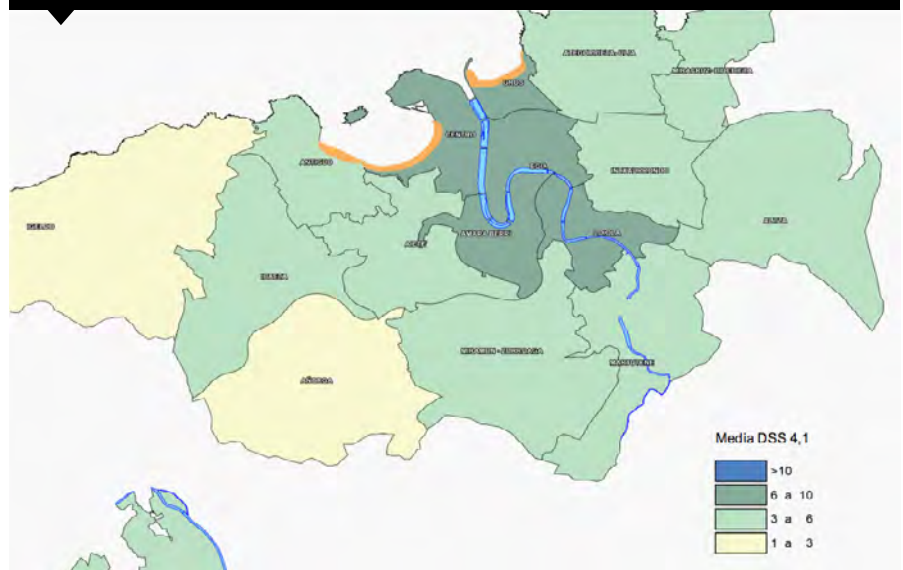 ATEGORRIETA-ULIA
MIRACRUZ-BIDEBIETA
GROS
CENTRO
ANTIGUO
EGIA
INTXAURRONDO
ALTZA
IGELDO
AIETE
AMARA BERRI
LOIOLA
IBAETA
MIRAMON - ZORROAGA
MARTUTENE
AÑORGA
Media DSS 4,1
>10
6 a 10
3 a 6
1 a 3